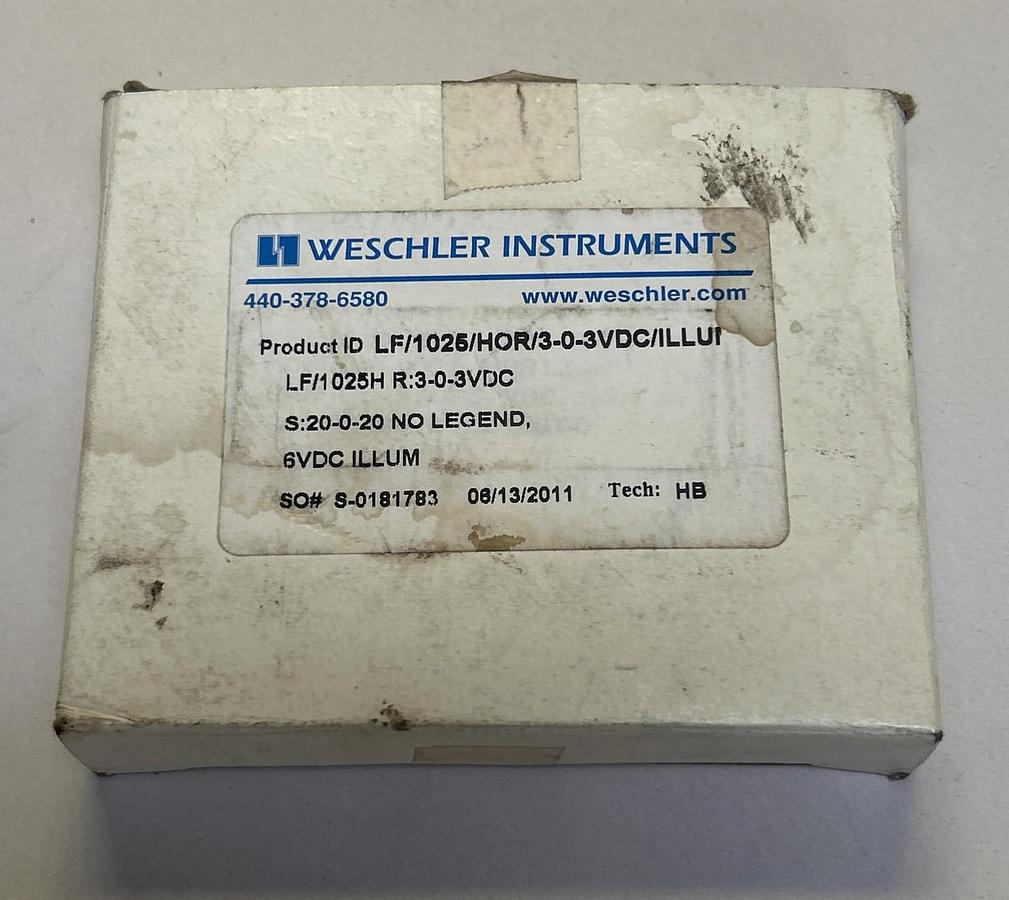 WESCHLER INSTRUMENTS
440-378-6580 www.weschler.com
Product ID LF/1025/HOR/3-0-3VDC/ILLUI
LF/1025H R:3-0-3VDC
S:20-0-20 NO LEGEND,
6VDC ILLUM
SO# S-0181783 06/13/2011 Tech: HB